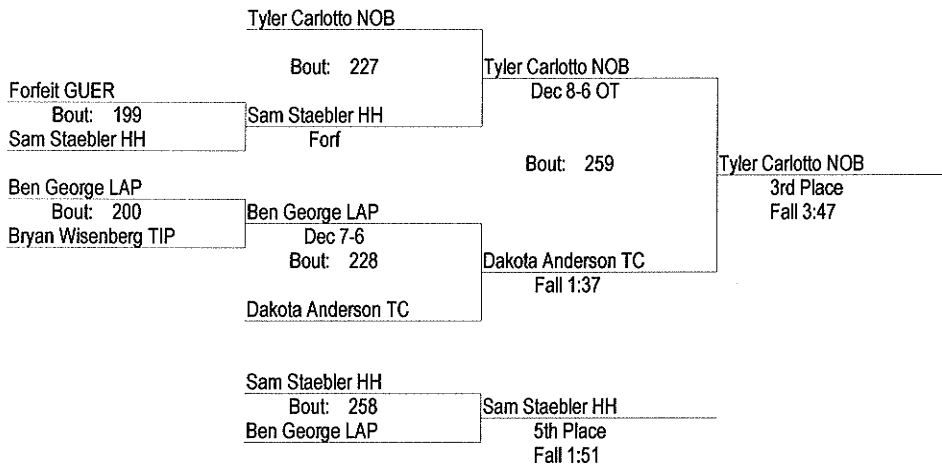 Tyler Carlotto NOB
Bout: 227
Tyler Carlotto NOB
Forfeit GUER
Dec 8-6 OT
Bout: 199
Sam Staebler HH
Sam Staebler HH
Forf
Bout: 259
Tyler Carlotto NOB
Ben George LAP
3rd Place
Bout: 200
Ben George LAP
Fall 3:47
Bryan Wisenberg TIP
Dec 7-6
Bout: 228
Dakota Anderson TC
Fall 1:37
Dakota Anderson TC
Sam Staebler HH
Bout: 258
Sam Staebler HH
Ben George LAP
5th Place
Fall 1:51